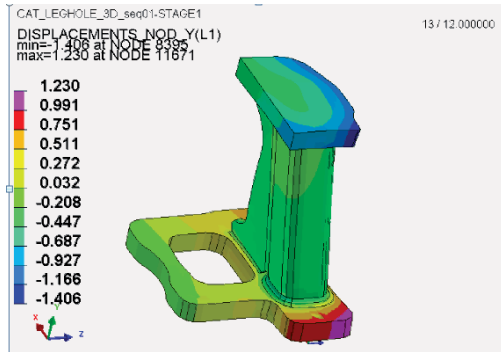 CAT_LEGHOLE_3D_seq01-STAGE1
13 / 12.000000
DISPLACEMENTS_NOD_Y(L1)
min=-1.406 at NODE 8395
max=1.230 at NODE 11671
1.230
0.991
0.751
0.511
0.272
0.032
-0.208
-0.447
-0.687
-0.927
-1.166
-1.406
X
Y
Z